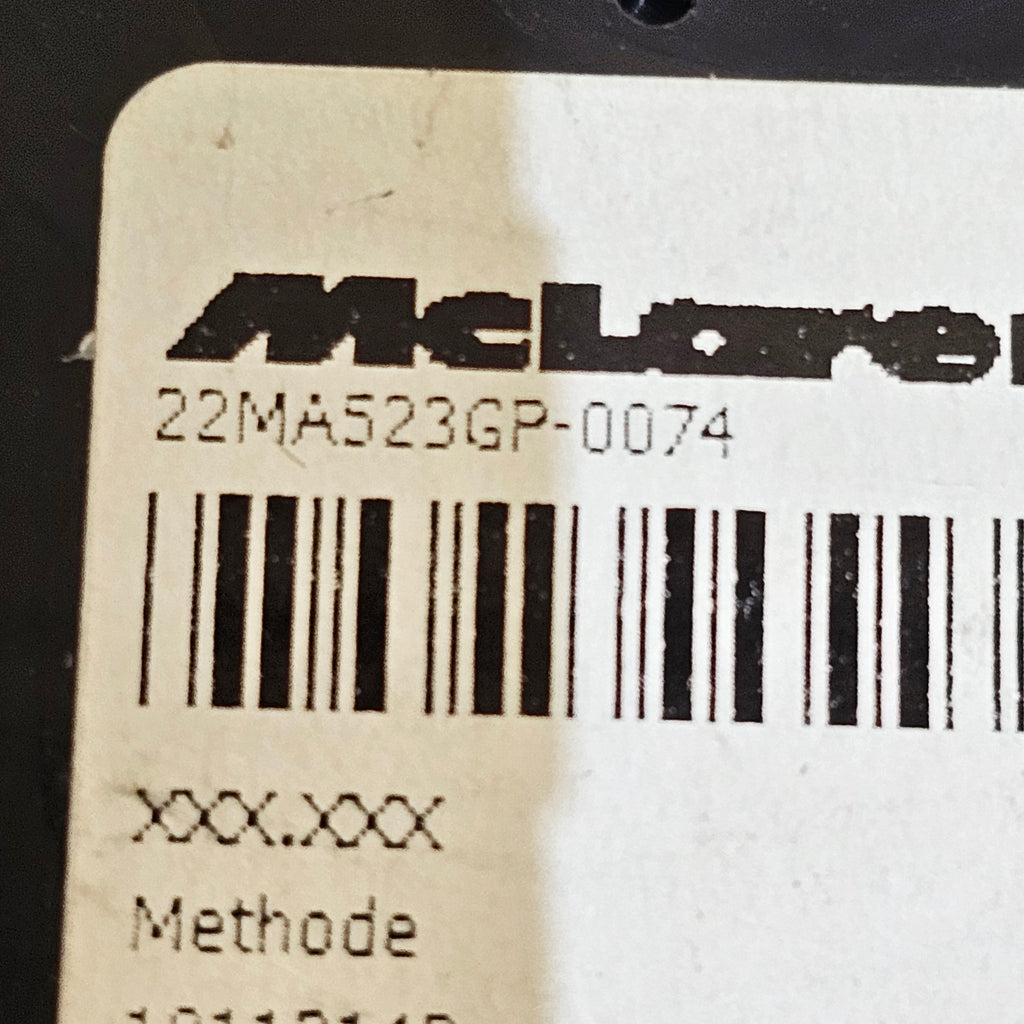 McLaren
22MA523GP-0074
XXX.XXX
Methode